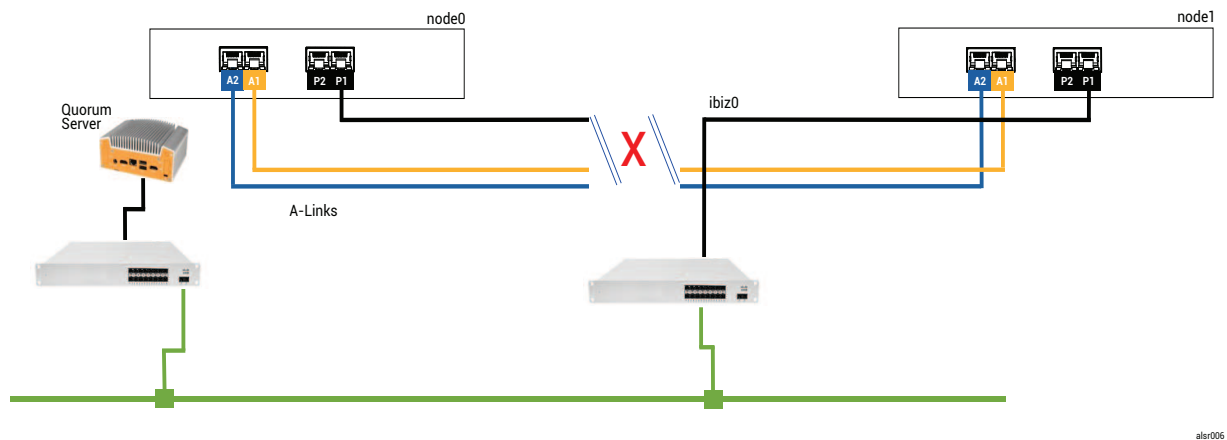 node0
node1
A2 A1 P2 P1
A2 A1 P2 P1
Quorum
Server
ibiz0
X
A-Links
alsr006